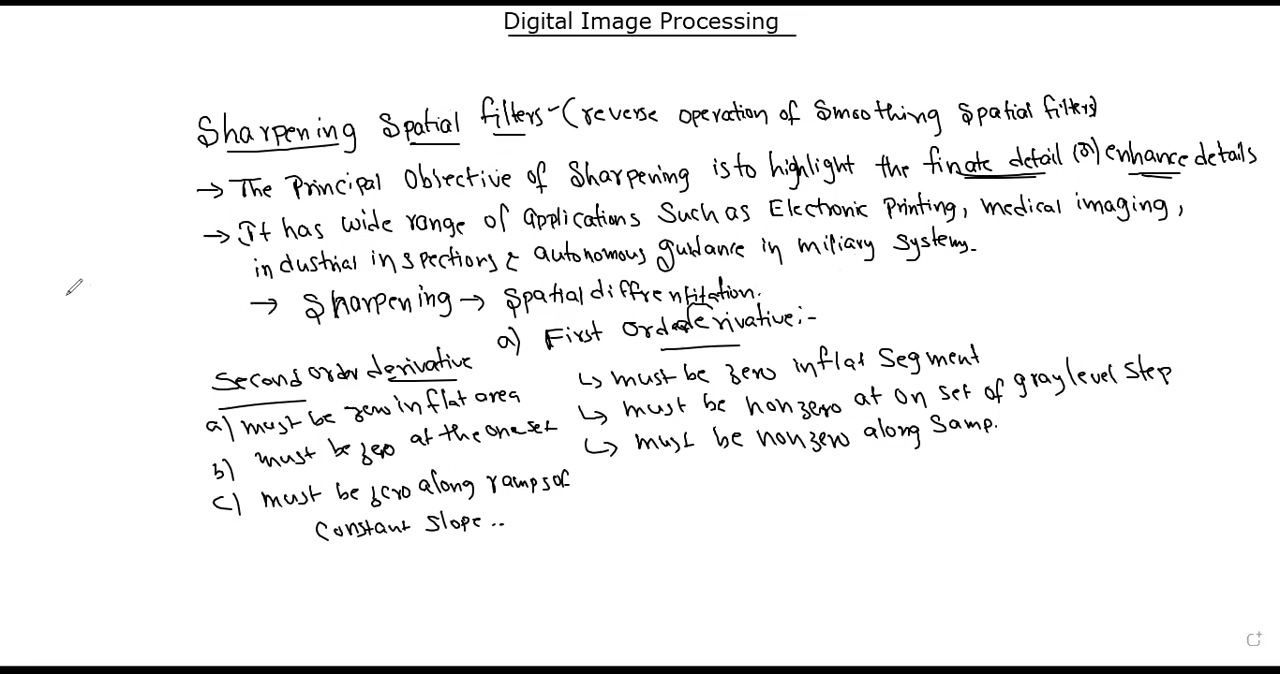 Digital Image Processing
Sharpening Spatial filters - (reverse operation of Smoothing Spatial filters)
→ The Principal Objective of Sharpening is to highlight the finate detail (or) enhance details
→ It has wide range of applications Such as Electronic Printing, medical imaging,
industrial inspections & autonomous guidance in miliary systems.
→ Sharpening → Spatial diffrentitation.
a) First Order derivative:-
↳ must be zero in flat Segment
↳ must be nonzero at on set of gray level step
↳ must be nonzero along Samp.
Second order derivative
a) must be zero in flat area
b) must be zero at the oneset
c) must be zero along ramps of
Constant slope..